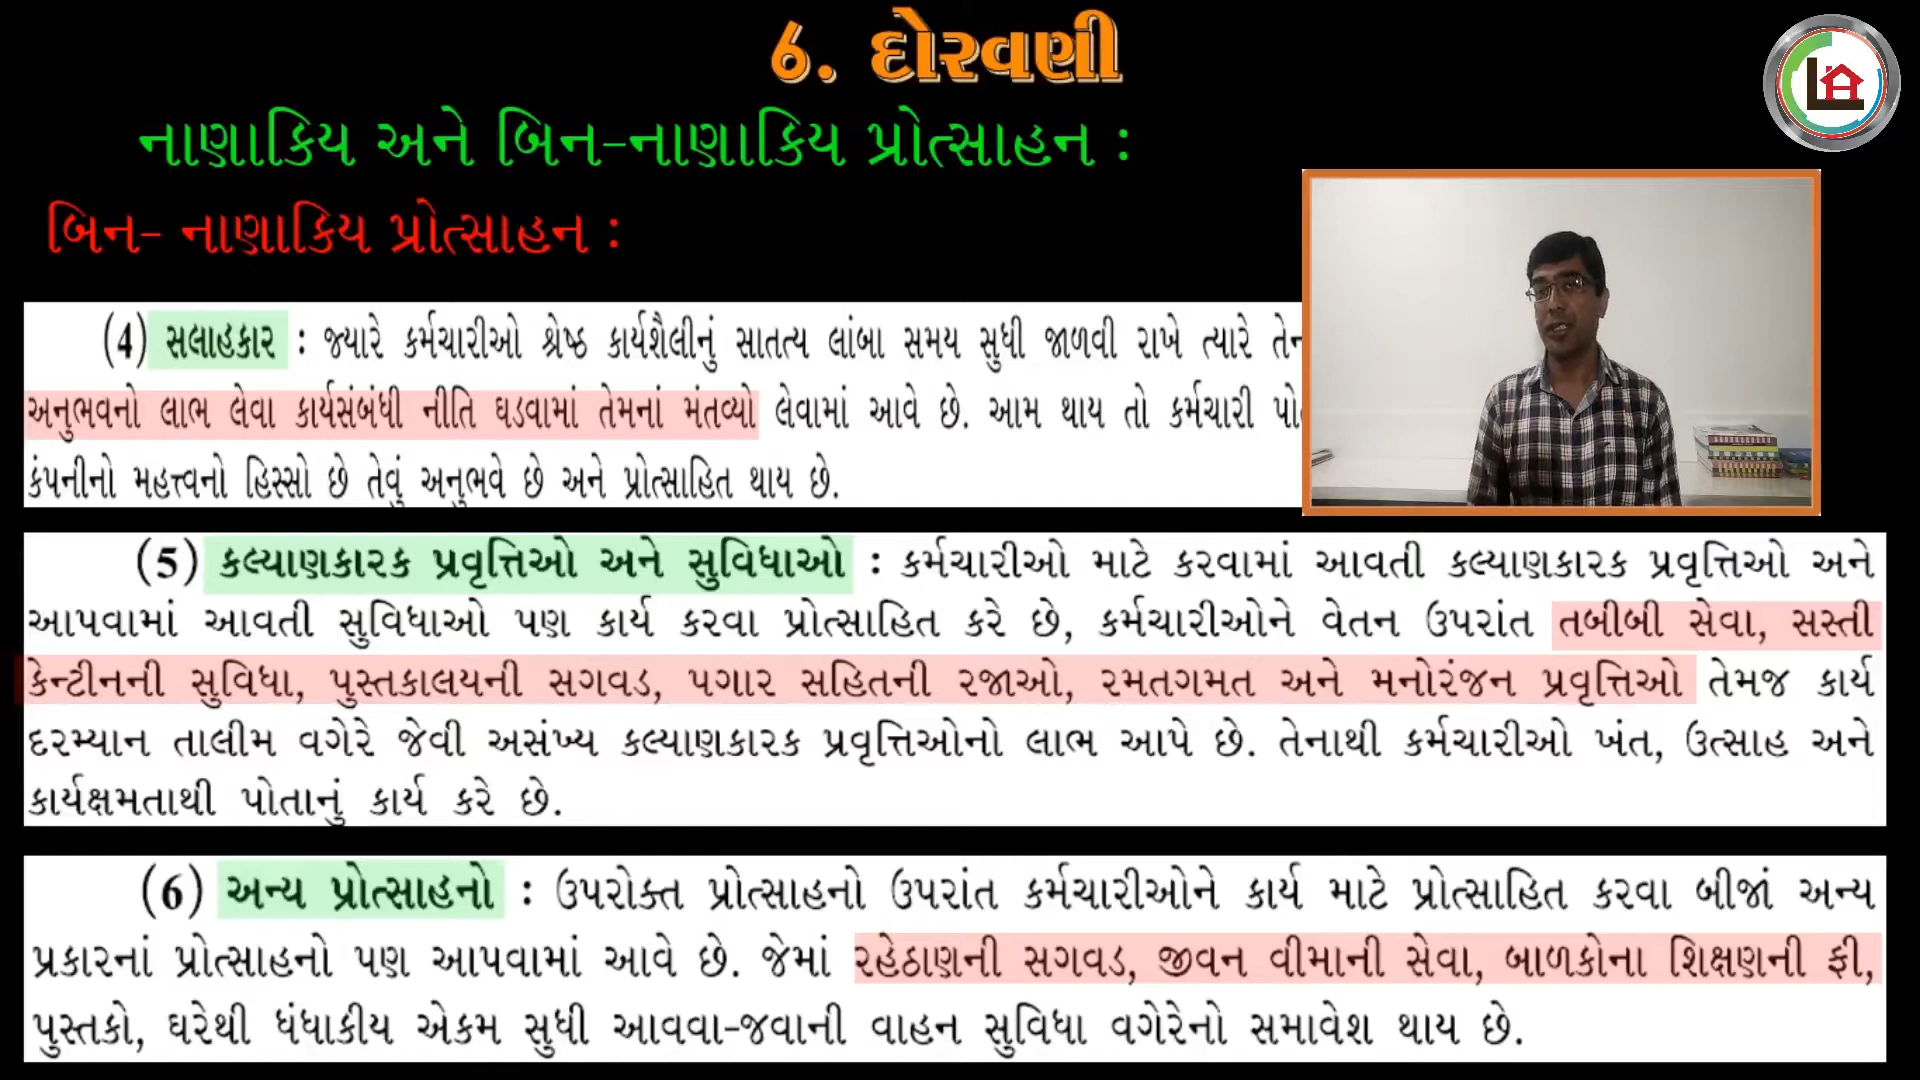 6. દોરવણી
નાણાકિય અને બિન-નાણાકિય પ્રોત્સાહન :
બિન- નાણાકિય પ્રોત્સાહન :
(4) સલાહકાર : જ્યારે કર્મચારીઓ શ્રેષ્ઠ કાર્યશૈલીનું સાતત્ય લાંબા સમય સુધી જાળવી રાખે ત્યારે
અનુભવનો લાભ લેવા કાર્યસંબંધી નીતિ ઘડવામાં તેમનાં મંતવ્યો લેવામાં આવે છે. આમ થાય તો કર્મચારી
કંપનીનો મહત્ત્વનો હિસ્સો છે તેવું અનુભવે છે અને પ્રોત્સાહિત થાય છે.
(5) કલ્યાણકારક પ્રવૃત્તિઓ અને સુવિધાઓ : કર્મચારીઓ માટે કરવામાં આવતી કલ્યાણકારક પ્રવૃત્તિઓ અને
આપવામાં આવતી સુવિધાઓ પણ કાર્ય કરવા પ્રોત્સાહિત કરે છે, કર્મચારીઓને વેતન ઉપરાંત તબીબી સેવા, સસ્તી
કેન્ટીનની સુવિધા, પુસ્તકાલયની સગવડ, પગાર સહિતની રજાઓ, રમતગમત અને મનોરંજન પ્રવૃત્તિઓ તેમજ કાર્ય
દરમ્યાન તાલીમ વગેરે જેવી અસંખ્ય કલ્યાણકારક પ્રવૃત્તિઓનો લાભ આપે છે. તેનાથી કર્મચારીઓ ખંત, ઉત્સાહ અને
કાર્યક્ષમતાથી પોતાનું કાર્ય કરે છે.
(6) અન્ય પ્રોત્સાહનો : ઉપરોક્ત પ્રોત્સાહનો ઉપરાંત કર્મચારીઓને કાર્ય માટે પ્રોત્સાહિત કરવા બીજાં અન્ય
પ્રકારનાં પ્રોત્સાહનો પણ આપવામાં આવે છે. જેમાં રહેઠાણની સગવડ, જીવન વીમાની સેવા, બાળકોના શિક્ષણની ફી,
પુસ્તકો, ઘરેથી ધંધાકીય એકમ સુધી આવવા-જવાની વાહન સુવિધા વગેરેનો સમાવેશ થાય છે.